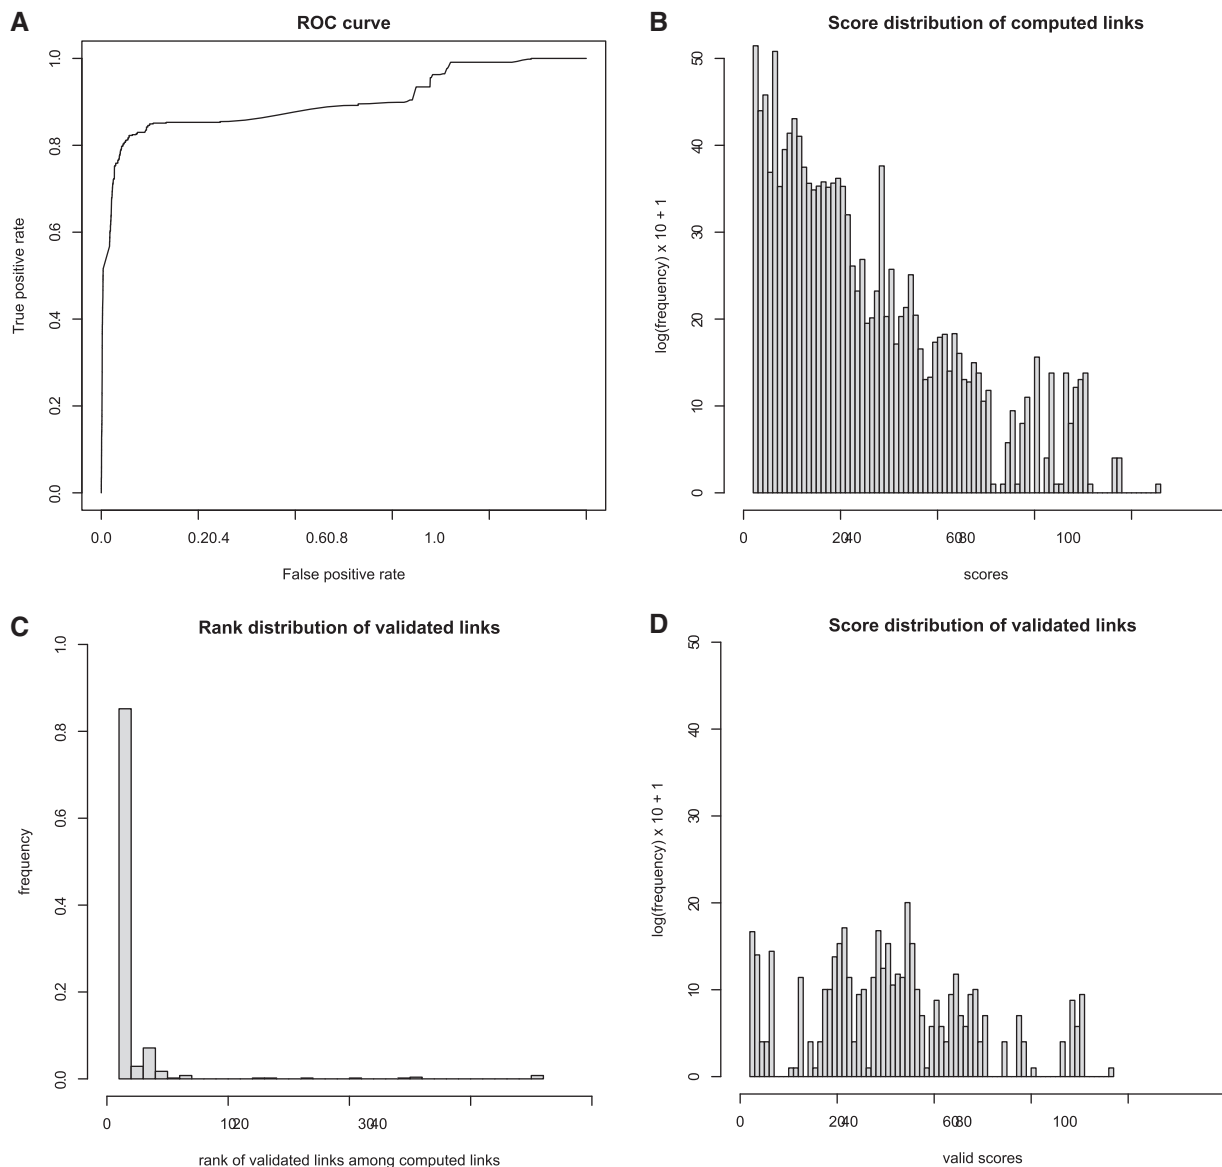 A
ROC curve
True positive rate
1.0
0.8
0.6
0.4
0.2
0.0
0.0 0.20.4 0.60.8 1.0
False positive rate
B
Score distribution of computed links
log(frequency) x 10 + 1
50
40
30
20
10
0
0 2040 6080 100
scores
C
Rank distribution of validated links
frequency
1.0
0.8
0.6
0.4
0.2
0.0
0 1020 3040
rank of validated links among computed links
D
Score distribution of validated links
log(frequency) x 10 + 1
50
40
30
20
10
0
0 2040 6080 100
valid scores